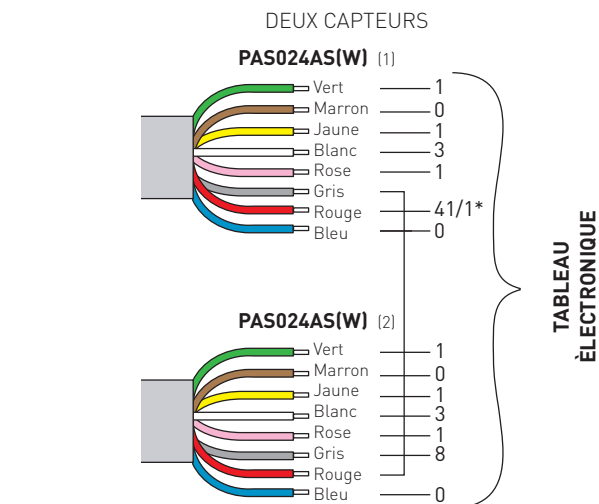 DEUX CAPTEURS
PAS024AS(W) (1)
Vert 1
Marron 0
Jaune 1
Blanc 3
Rose 1
Gris
Rouge 41/1*
Bleu 0
PAS024AS(W) (2)
Vert 1
Marron 0
Jaune 1
Blanc 3
Rose 1
Gris 8
Rouge
Bleu 0
TABLEAU
ÈLECTRONIQUE